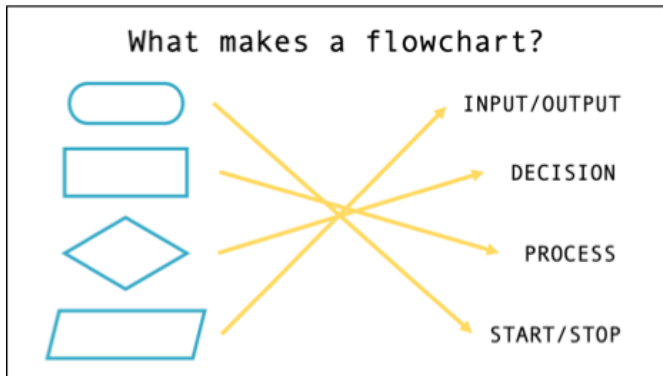 What makes a flowchart?
INPUT/OUTPUT
DECISION
PROCESS
START/STOP